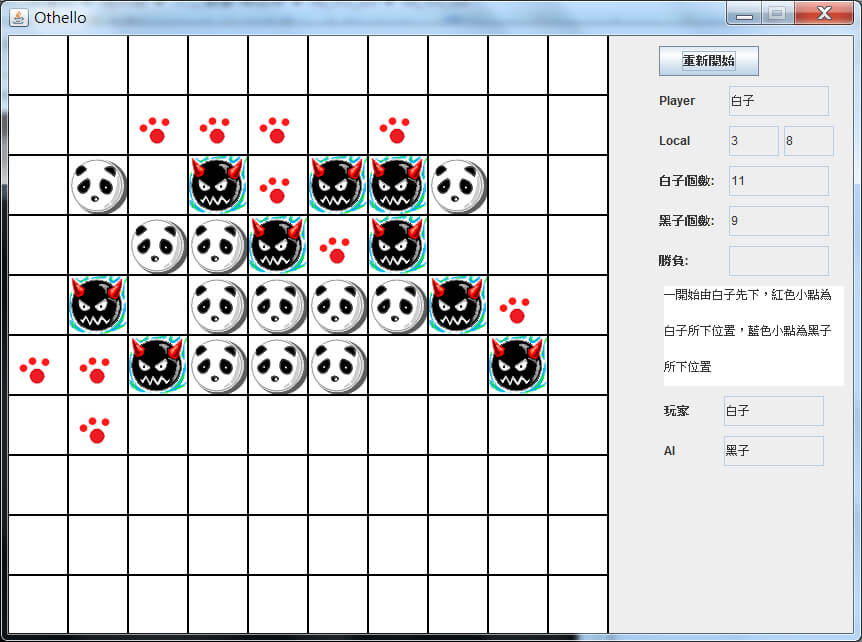 Othello
重新開始
Player 白子
Local 3 8
白子個數: 11
黑子個數: 9
勝負:
一開始由白子先下，紅色小點為
白子所下位置，藍色小點為黑子
所下位置
玩家 白子
AI 黑子